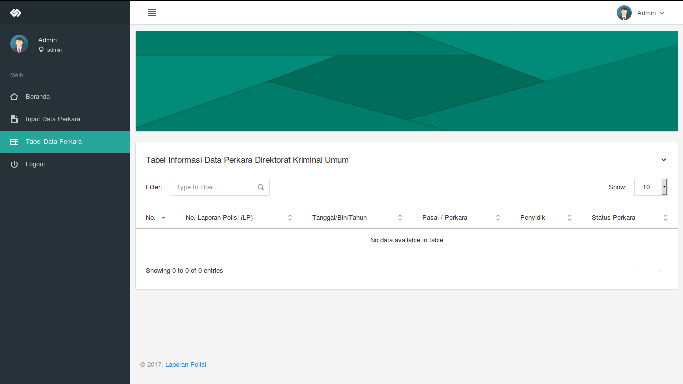 Admin
Admin
admin
MAIN
Beranda
Input Data Perkara
Tabel Data Perkara
Logout
Tabel Informasi Data Perkara Direktorat Kriminal Umum
Filter: Type to filter... Show: 10
No. No. Laporan Polisi (LP) Tanggal/Bln/Tahun Pasal / Perkara Penyidik Status Perkara
No data available in table
Showing 0 to 0 of 0 entries
© 2017. Laporan Polisi